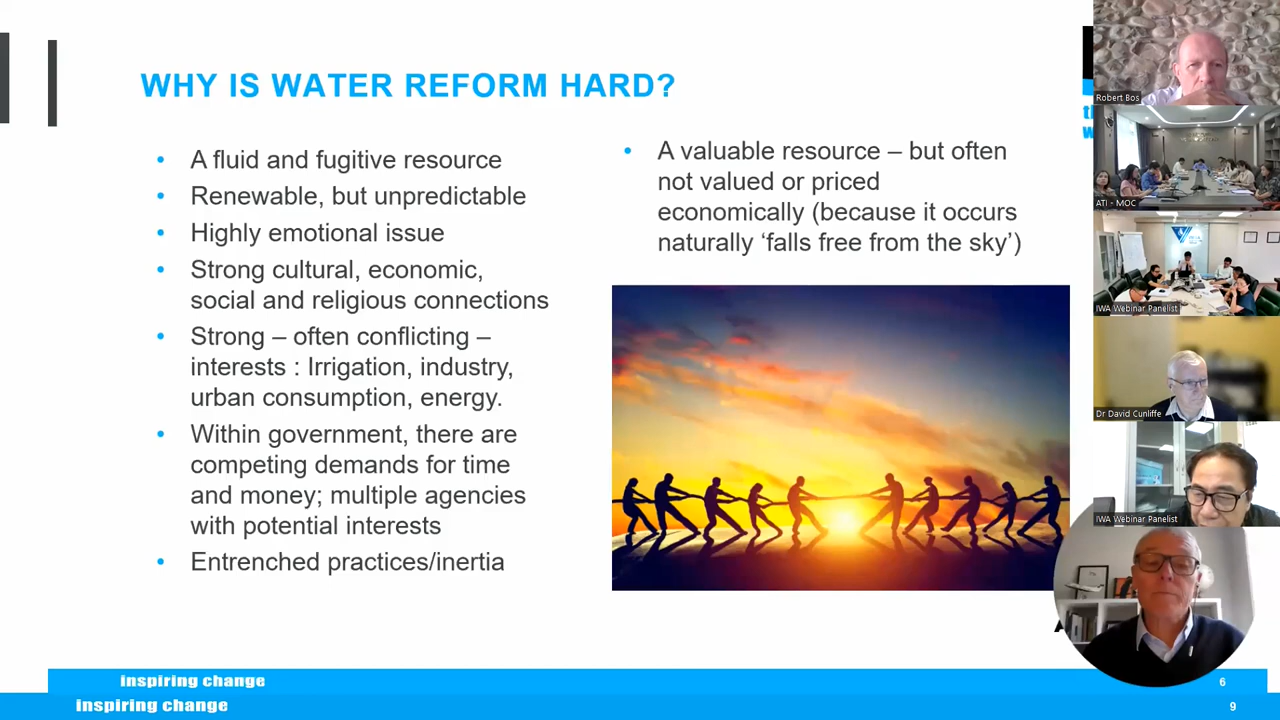 WHY IS WATER REFORM HARD?
• A fluid and fugitive resource
• Renewable, but unpredictable
• Highly emotional issue
• Strong cultural, economic,
social and religious connections
• Strong – often conflicting –
interests : Irrigation, industry,
urban consumption, energy.
• Within government, there are
competing demands for time
and money; multiple agencies
with potential interests
• Entrenched practices/inertia
• A valuable resource – but often
not valued or priced
economically (because it occurs
naturally ‘falls free from the sky’)
Robert Bos
ATI - MOC
IWA Webinar Panelist
Dr David Cunliffe
IWA Webinar Panelist
inspiring change
6
inspiring change
9